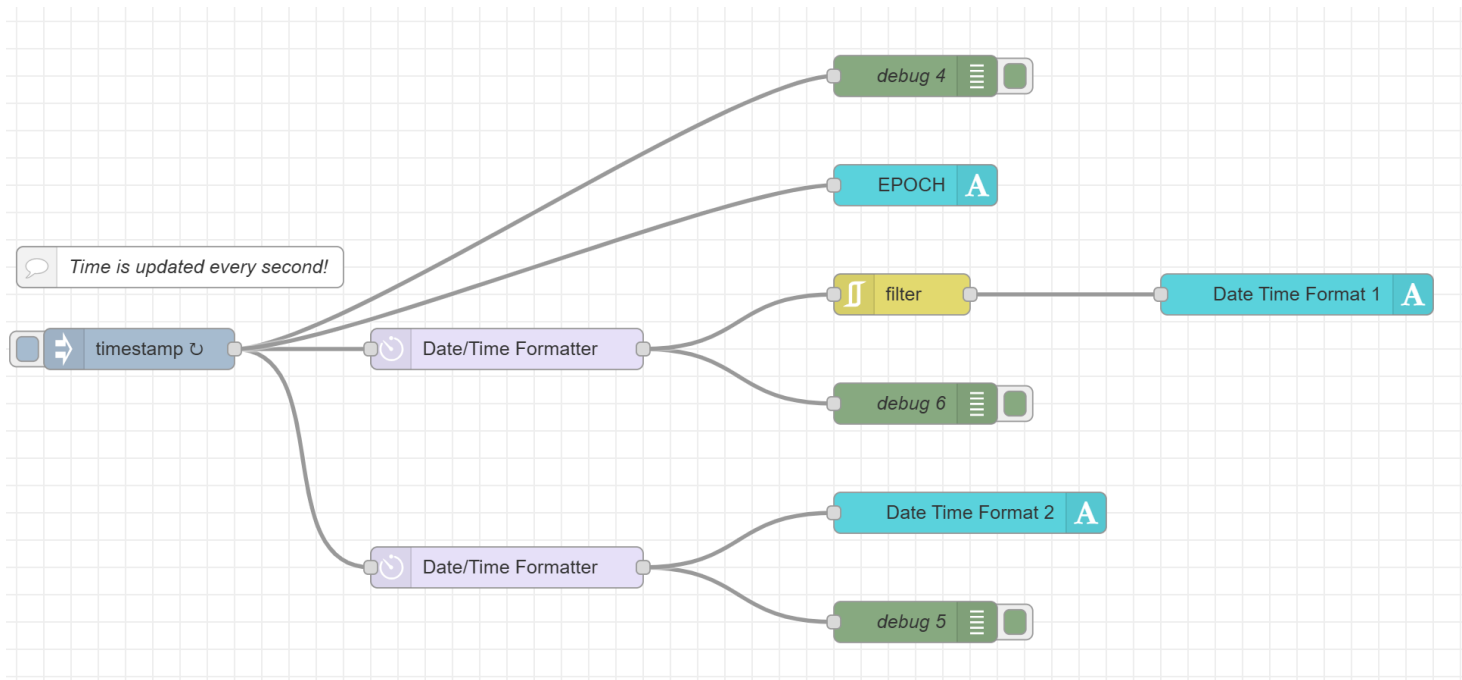 debug 4
EPOCH
A
Time is updated every second!
filter
Date Time Format 1
A
timestamp ↻
Date/Time Formatter
debug 6
Date Time Format 2
A
Date/Time Formatter
debug 5